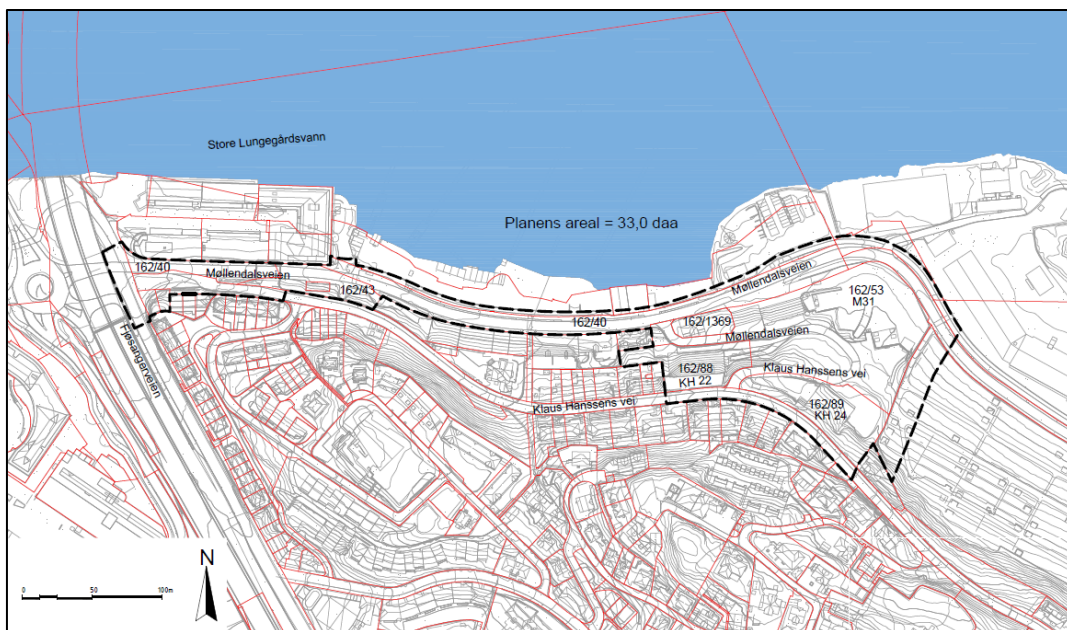 Store Lungegårdsvann
Planens areal = 33,0 daa
162/40
Møllendalsveien
162/43
162/40
Møllendalsveien
162/53
M31
162/1369
Møllendalsveien
162/88
KH 22
Klaus Hanssens vei
162/89
KH 24
Klaus Hanssens vei
Fjøsangerveien
N
0 50 100m